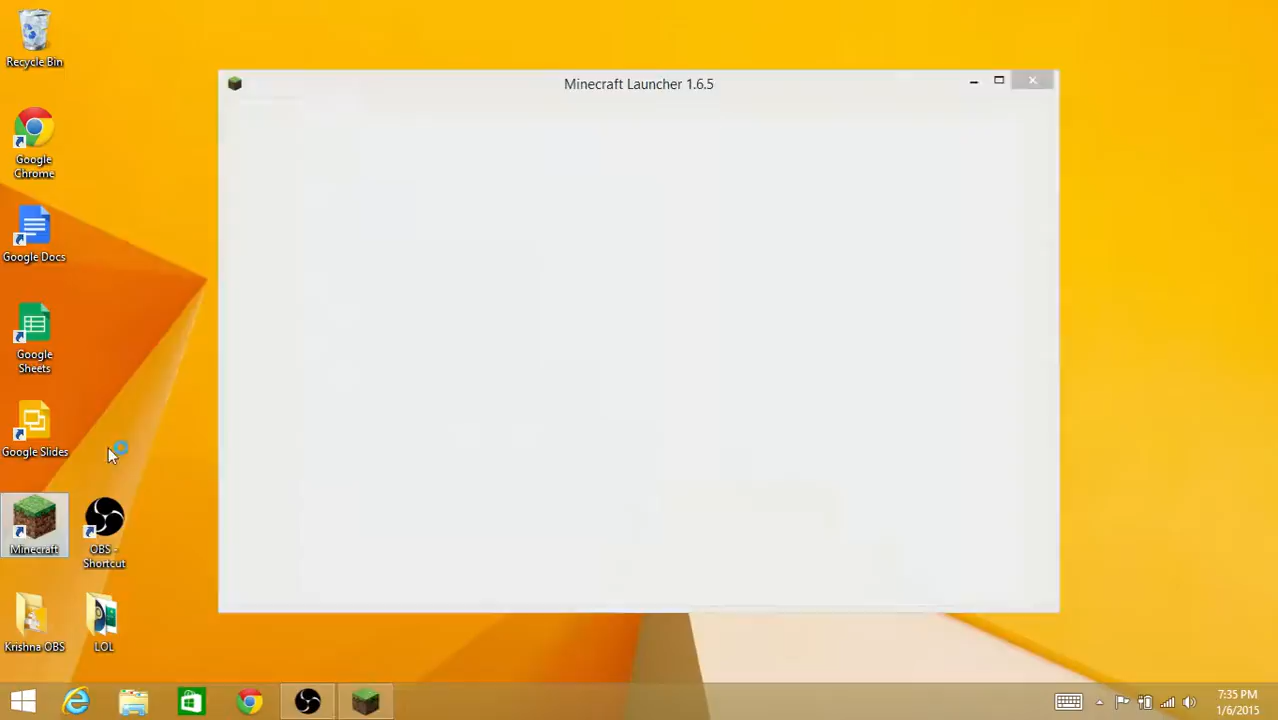 Recycle Bin
Minecraft Launcher 1.6.5
Google
Chrome
Google Docs
Google
Sheets
Google Slides
Minecraft
OBS -
Shortcut
Krishna OBS
LOL
7:35 PM
1/6/2015